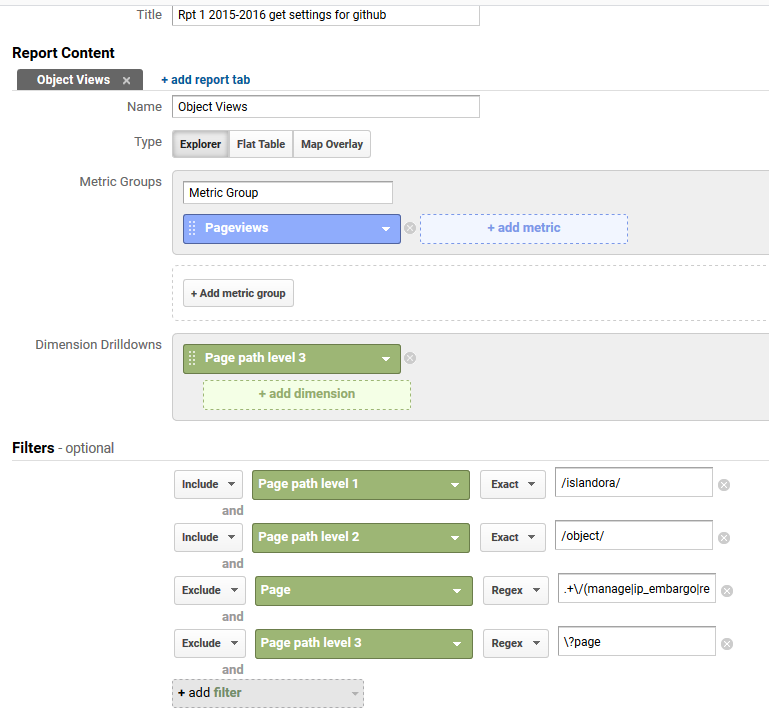 Title Rpt 1 2015-2016 get settings for github
Report Content
Object Views × + add report tab
Name Object Views
Type Explorer Flat Table Map Overlay
Metric Groups
Metric Group
Pageviews + add metric
+ Add metric group
Dimension Drilldowns
Page path level 3
+ add dimension
Filters - optional
Include Page path level 1 Exact /islandora/
and
Include Page path level 2 Exact /object/
and
Exclude Page Regex .+\/(manage|ip_embargo|re
and
Exclude Page path level 3 Regex \?page
and
+ add filter